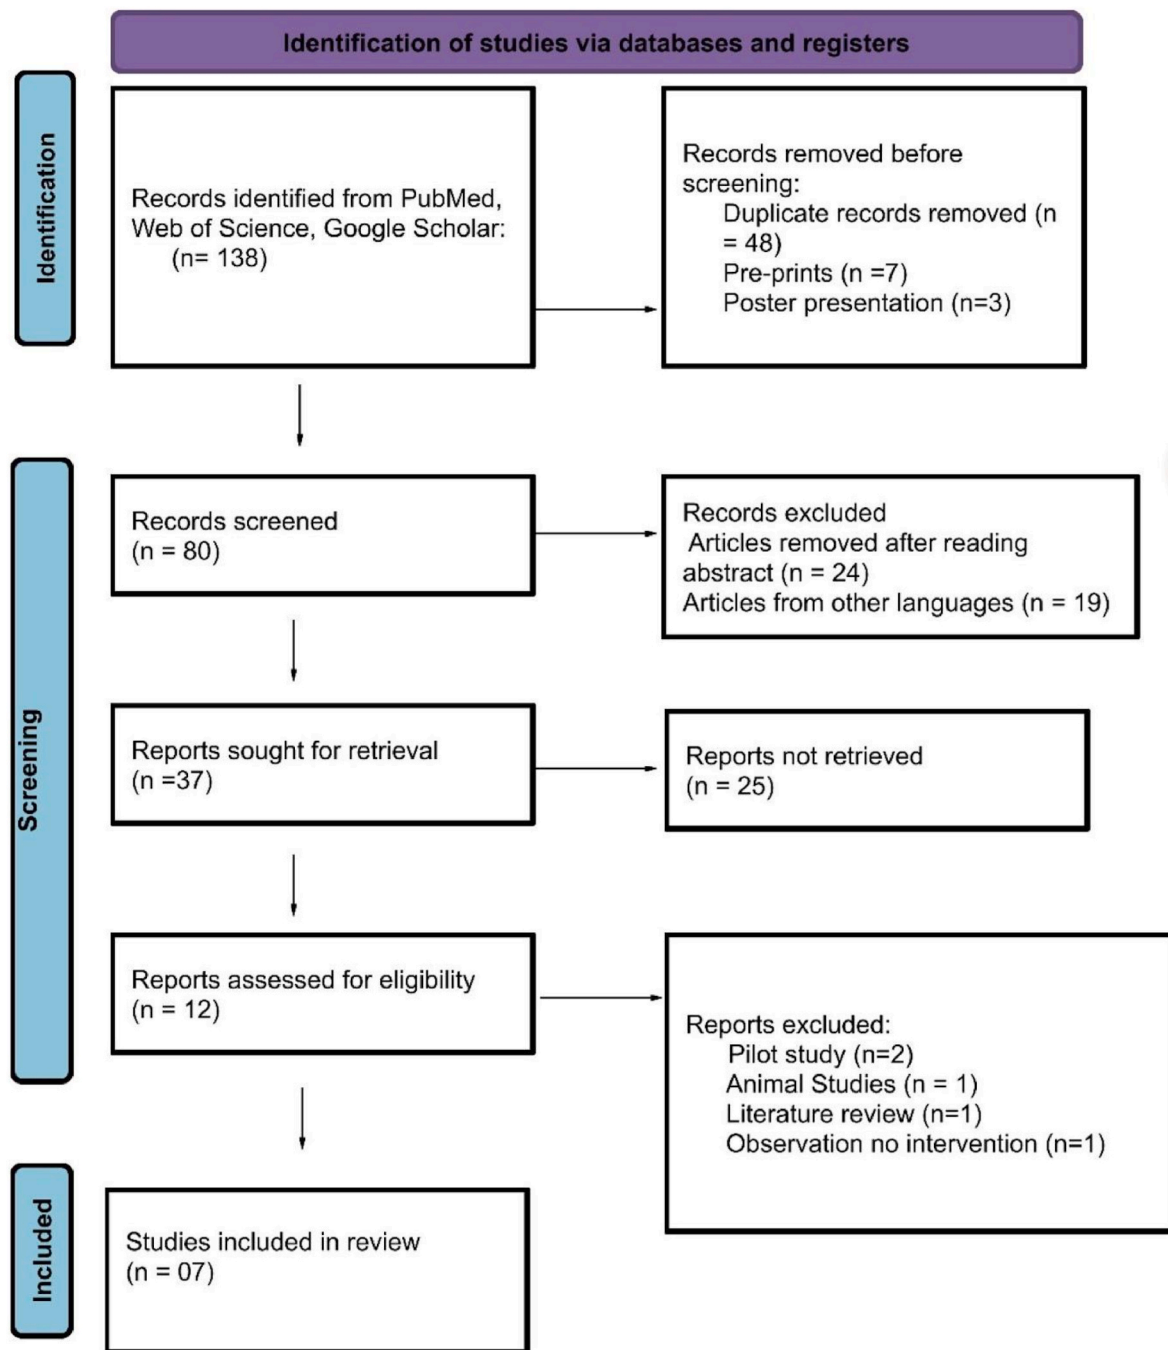 Identification of studies via databases and registers
Identification
Records identified from PubMed,
Web of Science, Google Scholar:
(n= 138)
Records removed before
screening:
Duplicate records removed (n
= 48)
Pre-prints (n =7)
Poster presentation (n=3)
Screening
Records screened
(n = 80)
Records excluded
Articles removed after reading
abstract (n = 24)
Articles from other languages (n = 19)
Reports sought for retrieval
(n =37)
Reports not retrieved
(n = 25)
Reports assessed for eligibility
(n = 12)
Reports excluded:
Pilot study (n=2)
Animal Studies (n = 1)
Literature review (n=1)
Observation no intervention (n=1)
Included
Studies included in review
(n = 07)